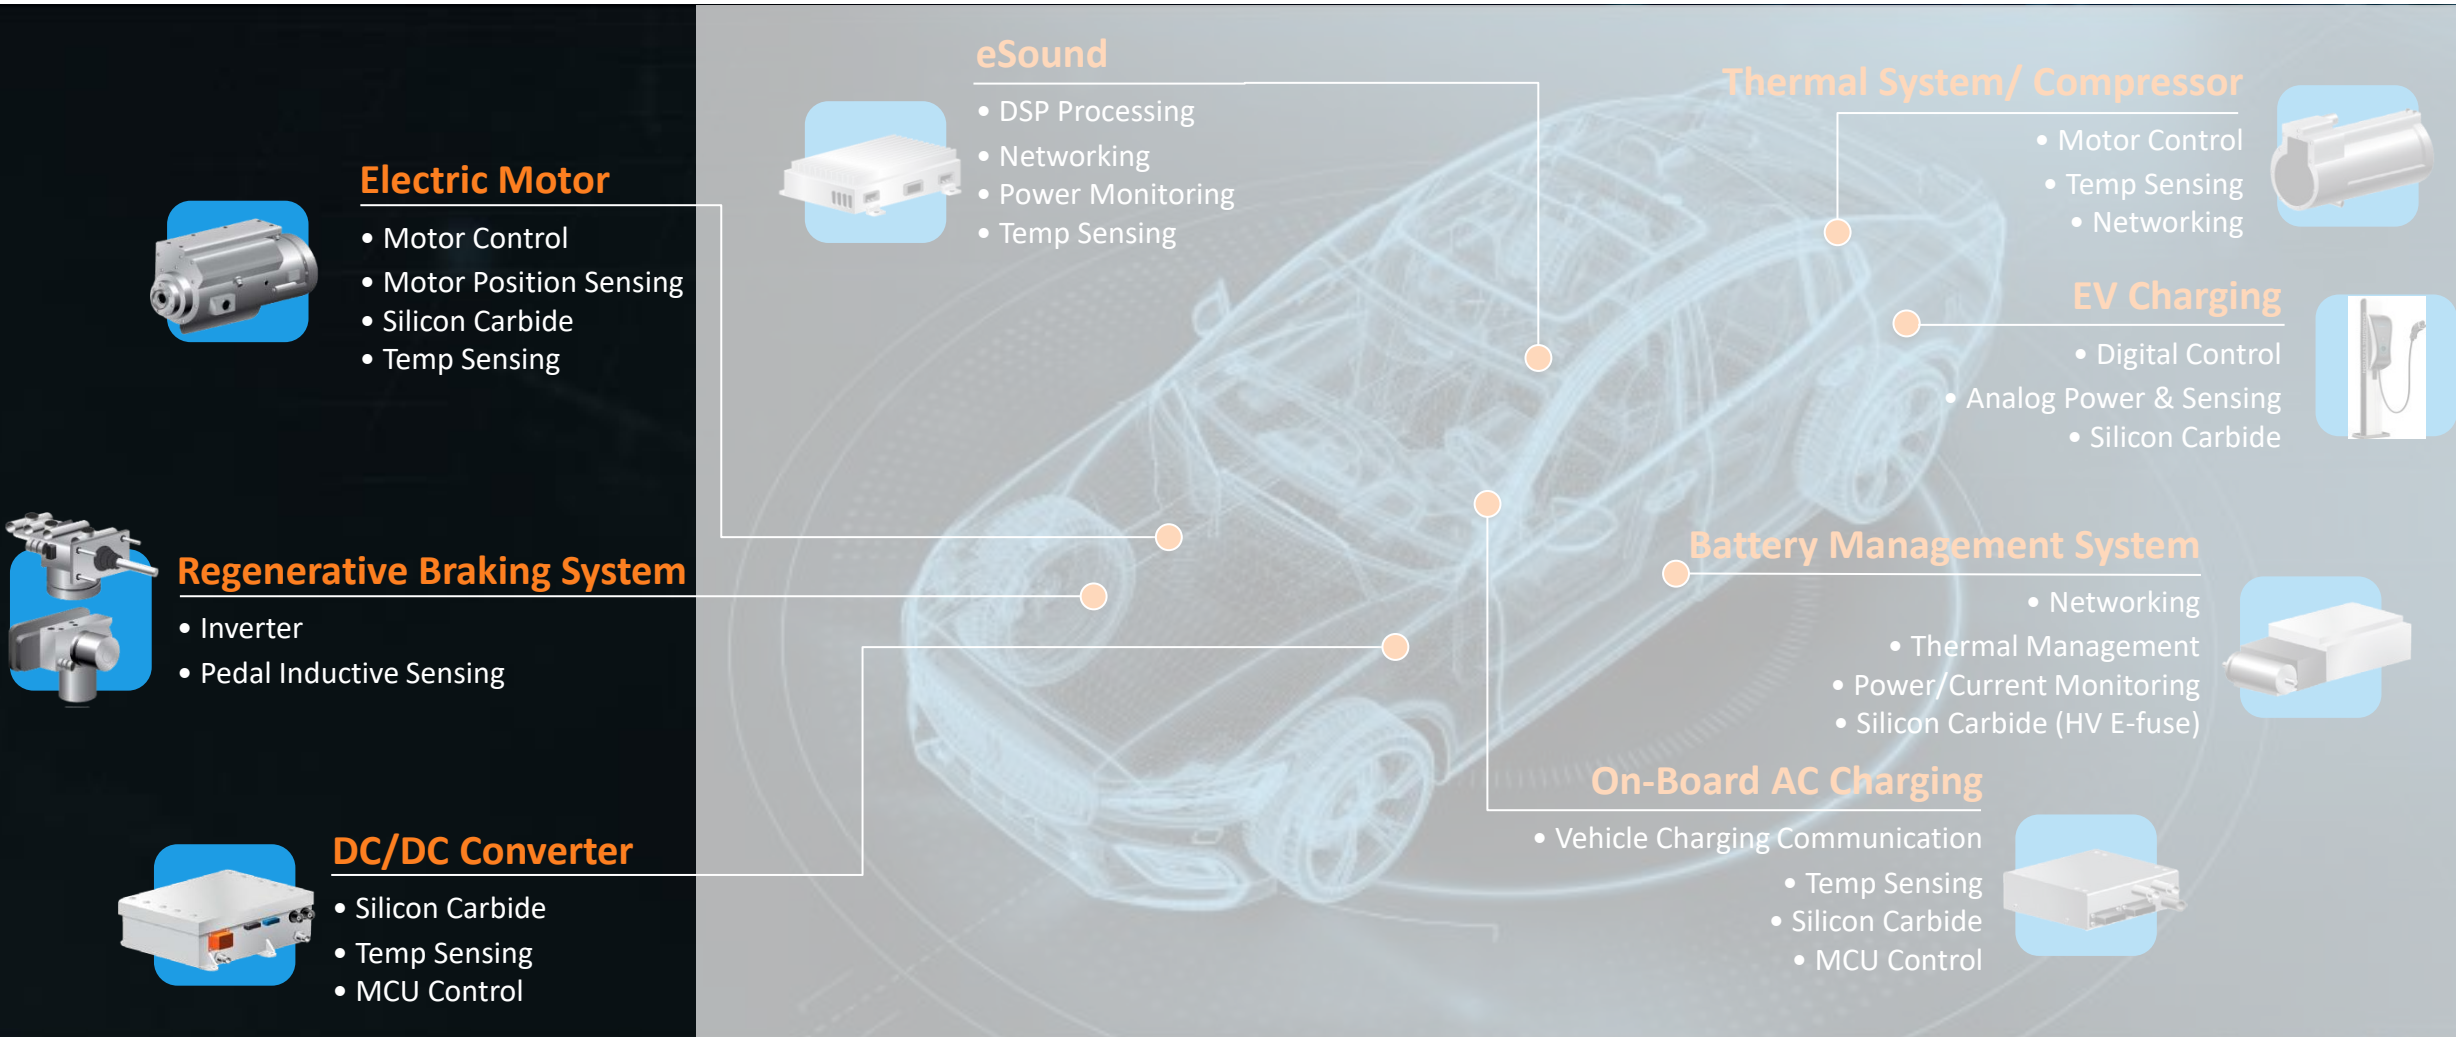 eSound
• DSP Processing
• Networking
• Power Monitoring
• Temp Sensing
Thermal System/ Compressor
• Motor Control
• Temp Sensing
• Networking
Electric Motor
• Motor Control
• Motor Position Sensing
• Silicon Carbide
• Temp Sensing
EV Charging
• Digital Control
• Analog Power & Sensing
• Silicon Carbide
Regenerative Braking System
• Inverter
• Pedal Inductive Sensing
Battery Management System
• Networking
• Thermal Management
• Power/Current Monitoring
• Silicon Carbide (HV E-fuse)
DC/DC Converter
• Silicon Carbide
• Temp Sensing
• MCU Control
On-Board AC Charging
• Vehicle Charging Communication
• Temp Sensing
• Silicon Carbide
• MCU Control